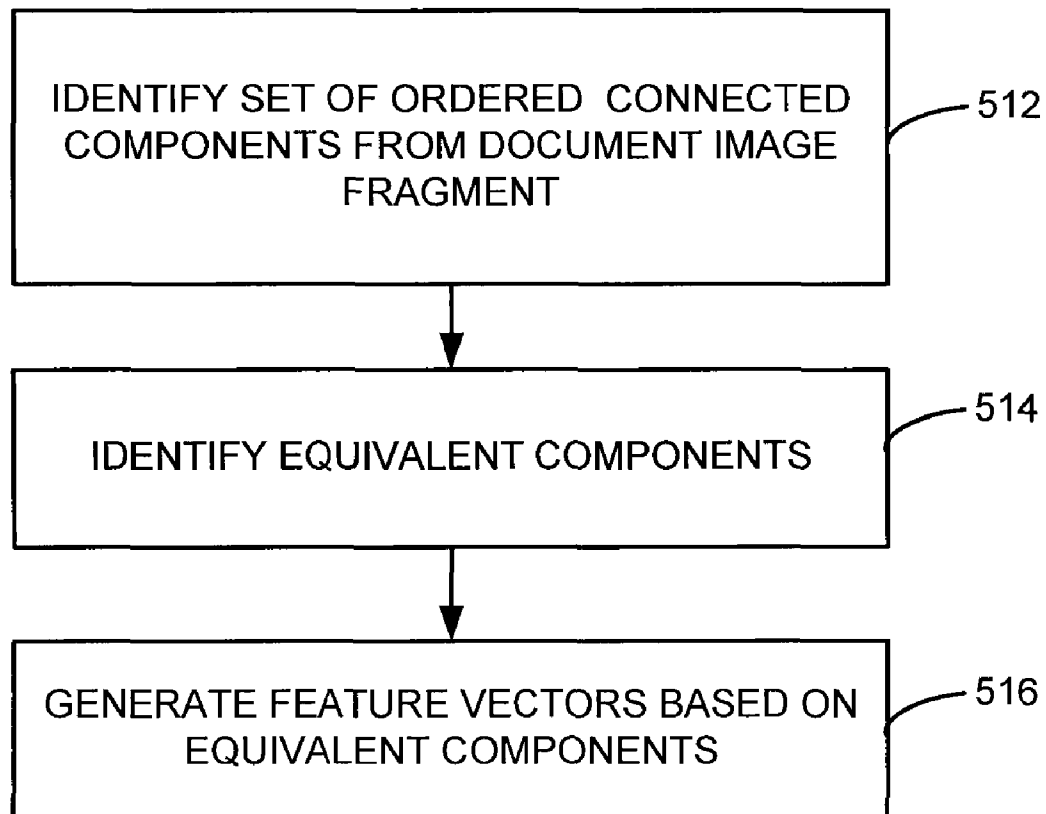 IDENTIFY SET OF ORDERED CONNECTED
COMPONENTS FROM DOCUMENT IMAGE
FRAGMENT
512
IDENTIFY EQUIVALENT COMPONENTS
514
GENERATE FEATURE VECTORS BASED ON
EQUIVALENT COMPONENTS
516